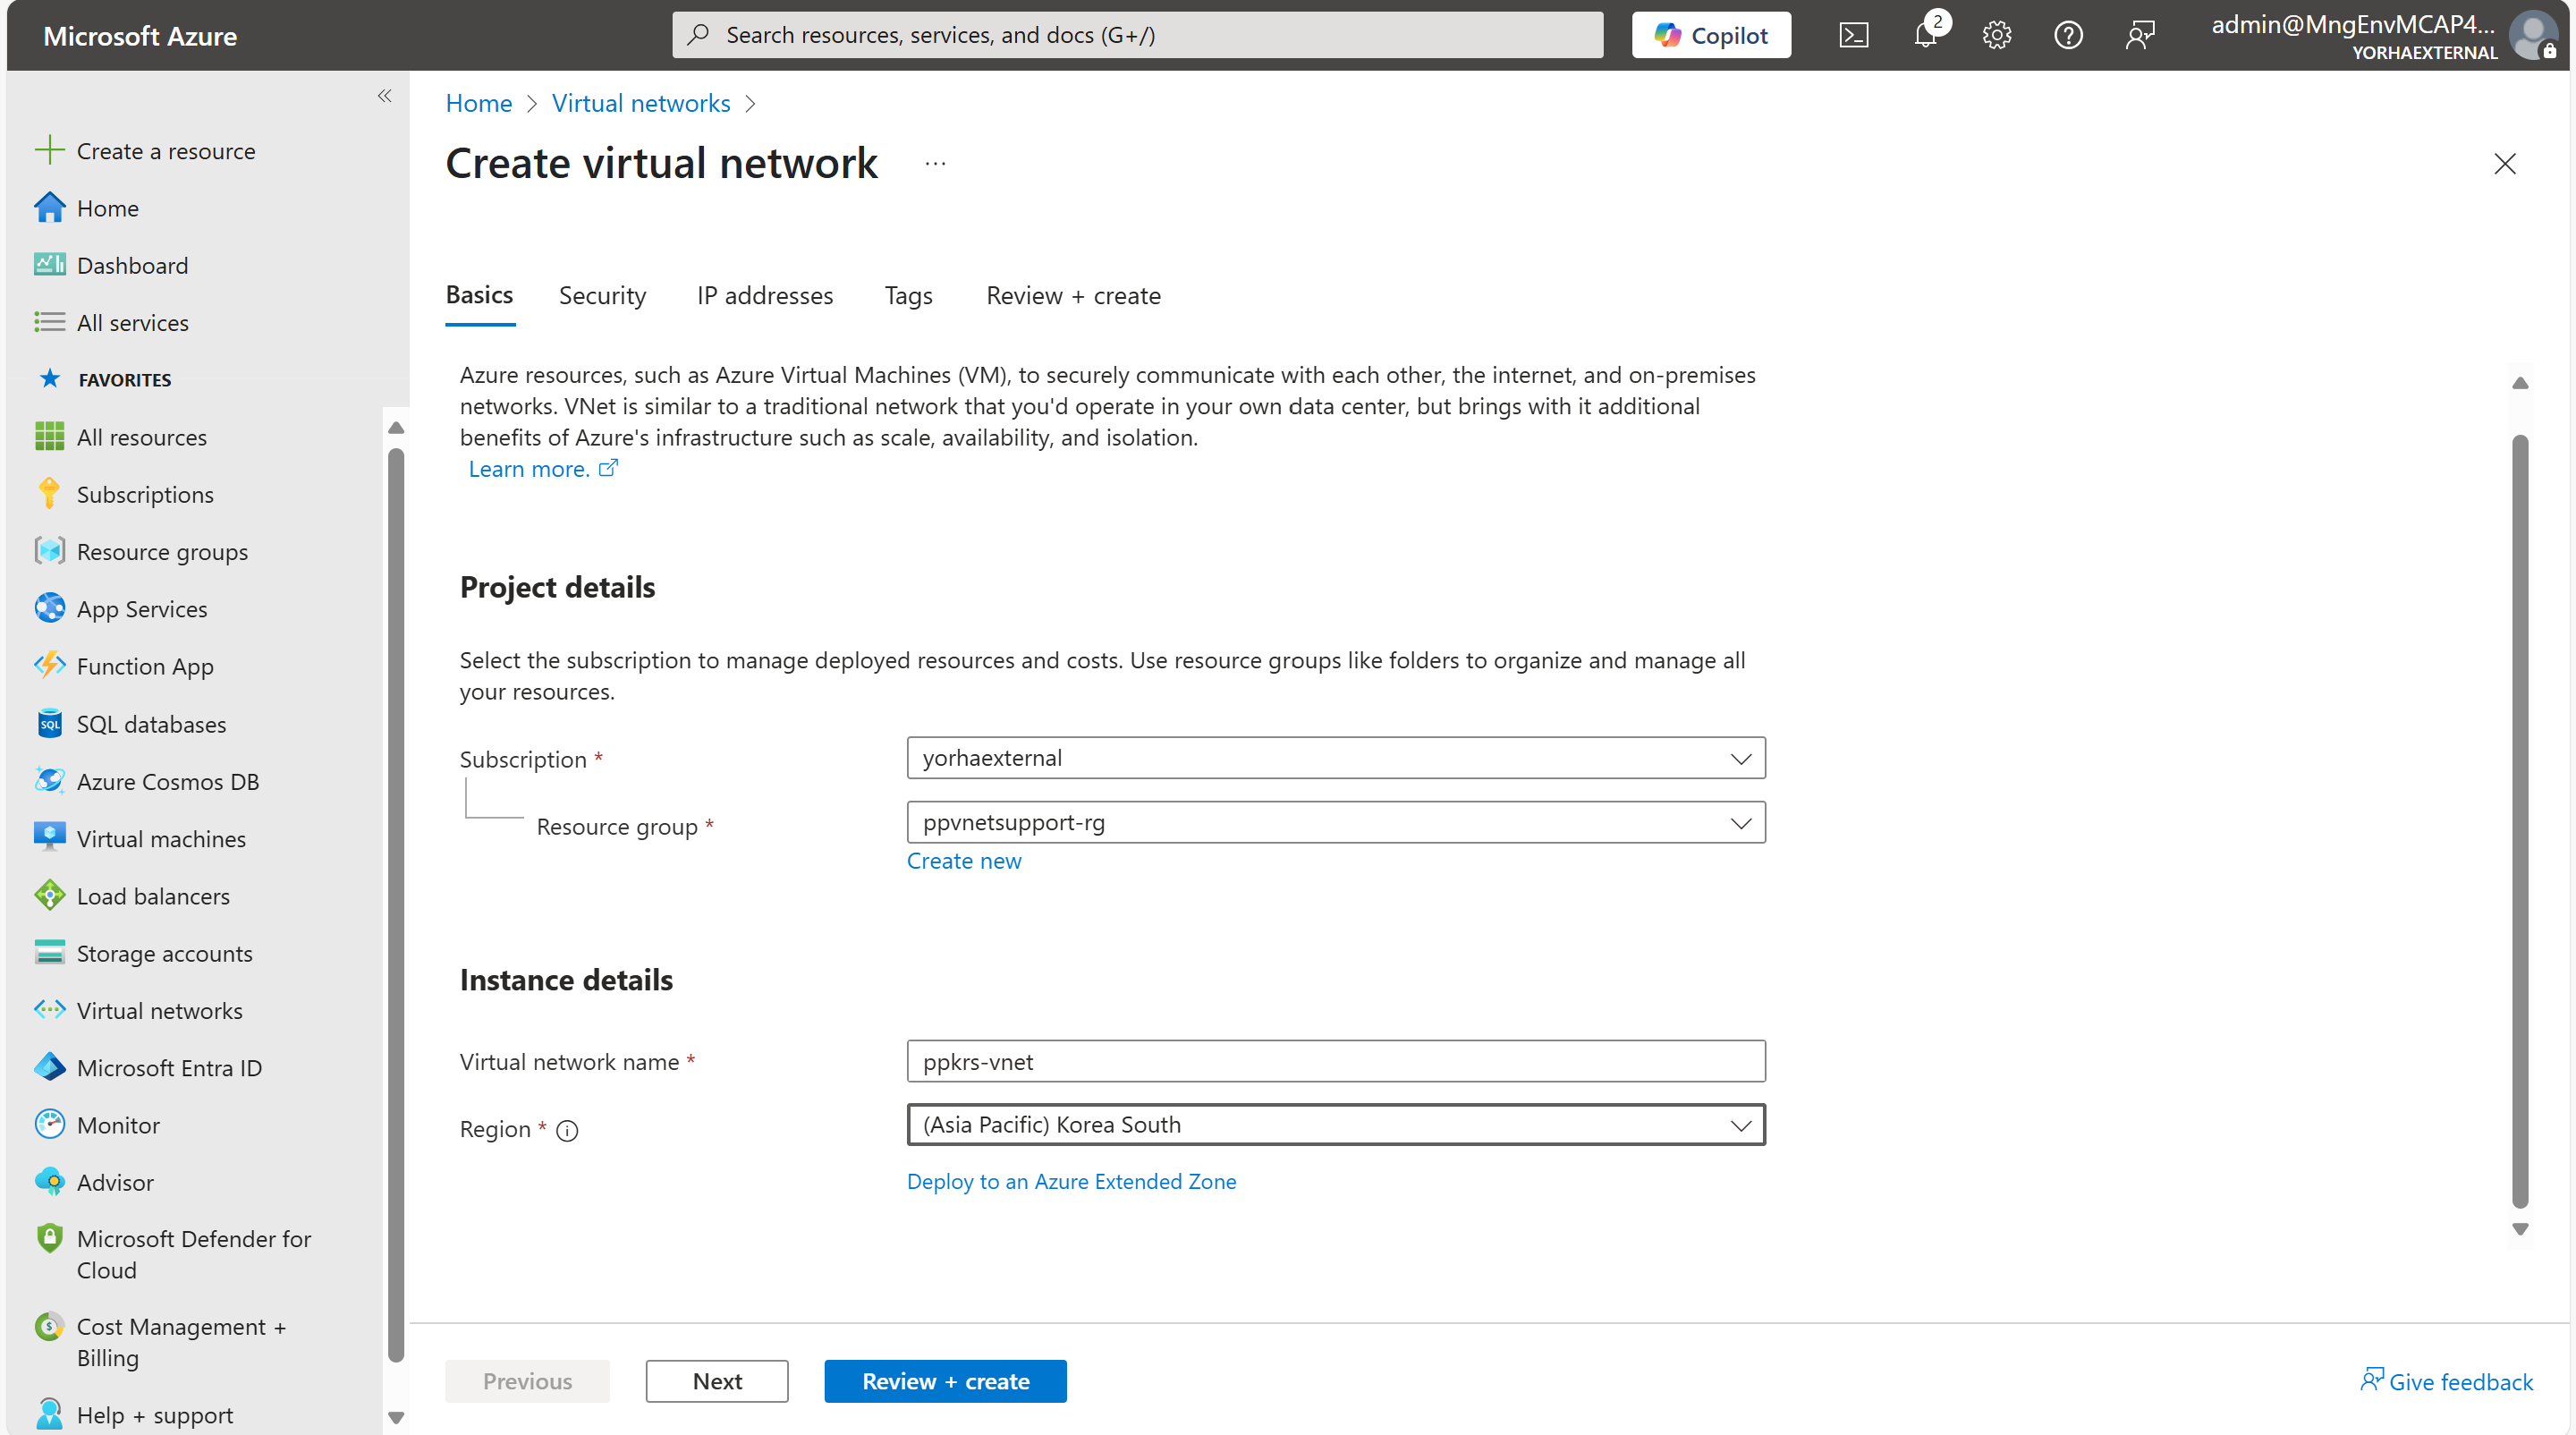 Microsoft Azure
Search resources, services, and docs (G+/)
Copilot
2
admin@MngEnvMCAP4...
YORHAEXTERNAL
Create a resource
Home
Dashboard
All services
FAVORITES
All resources
Subscriptions
Resource groups
App Services
Function App
SQL
SQL databases
Azure Cosmos DB
Virtual machines
Load balancers
Storage accounts
Virtual networks
Microsoft Entra ID
Monitor
Advisor
Microsoft Defender for
Cloud
Cost Management +
Billing
Help + support
Home > Virtual networks >
Create virtual network ...
Basics Security IP addresses Tags Review + create
Azure resources, such as Azure Virtual Machines (VM), to securely communicate with each other, the internet, and on-premises
networks. VNet is similar to a traditional network that you'd operate in your own data center, but brings with it additional
benefits of Azure's infrastructure such as scale, availability, and isolation.
Learn more.
Project details
Select the subscription to manage deployed resources and costs. Use resource groups like folders to organize and manage all
your resources.
Subscription * yorhaexternal
Resource group * ppvnetsupport-rg
Create new
Instance details
Virtual network name * ppkrs-vnet
Region * (Asia Pacific) Korea South
Deploy to an Azure Extended Zone
Previous Next Review + create
Give feedback